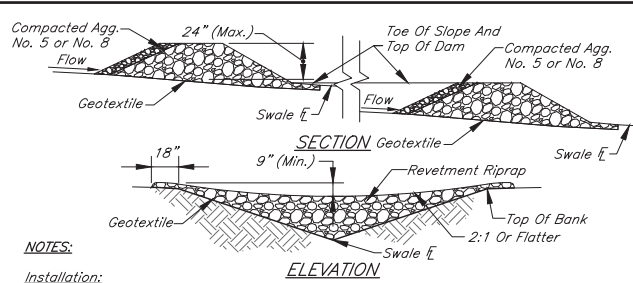 Compacted Agg.
No. 5 or No. 8
24" (Max.)
Toe Of Slope And
Top Of Dam
Compacted Agg.
No. 5 or No. 8
Flow
Flow
Geotextile
Swale ℄
SECTION
Geotextile
Swale ℄
18"
9" (Min.)
Revetment Riprap
Geotextile
Top Of Bank
2:1 Or Flatter
Swale ℄
ELEVATION
NOTES:
Installation: